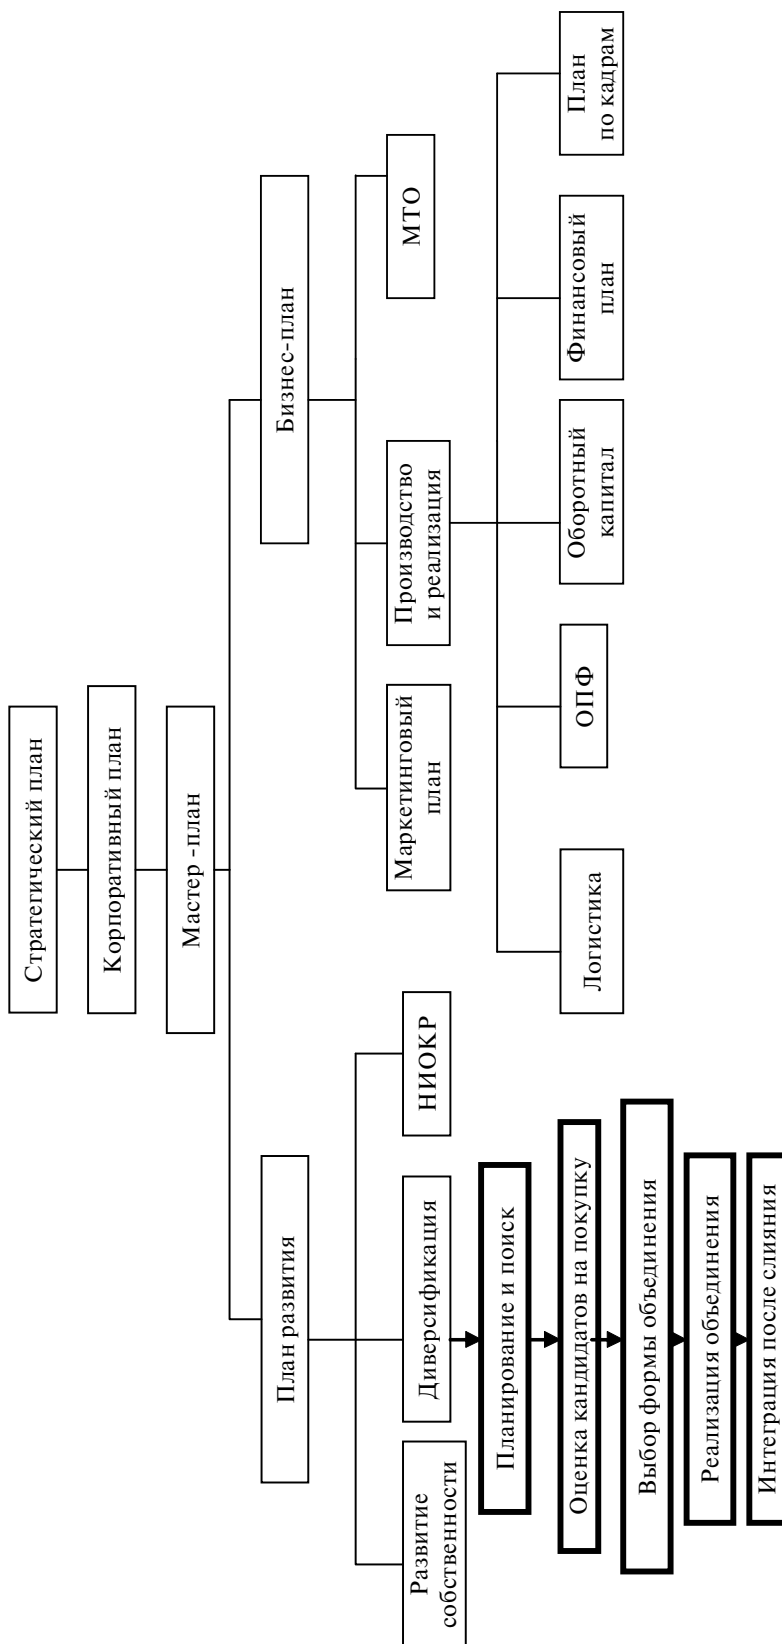 Стратегический план
Корпоративный план
Мастер -план
План развития
Бизнес-план
Развитие
собственности
Диверсификация
НИОКР
Маркетинговый
план
Производство
и реализация
МТО
Планирование и поиск
Оценка кандидатов на покупку
Выбор формы объединения
Реализация объединения
Интеграция после слияния
Логистика
ОПФ
Оборотный
капитал
Финансовый
план
План
по кадрам